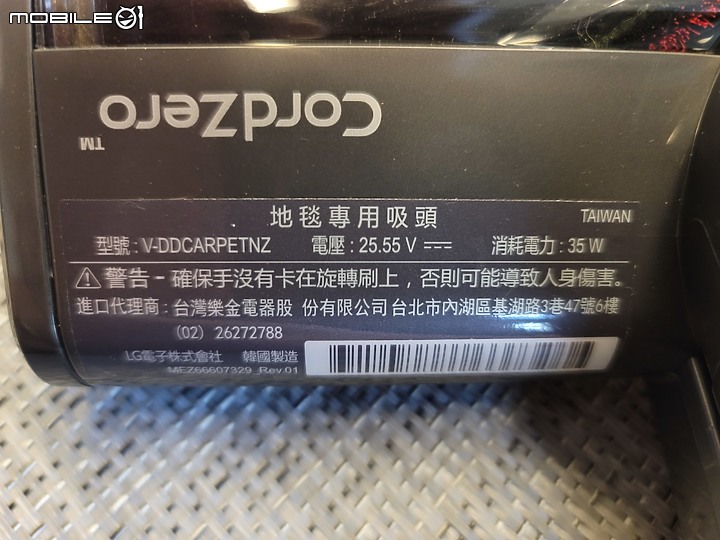 MOBILE01
CordZero™
地毯專用吸頭
TAIWAN
型號 : V-DDCARPETNZ 電壓 : 25.55 V ⎓ 消耗電力 : 35 W
⚠ 警告 - 確保手沒有卡在旋轉刷上，否則可能導致人身傷害。
進口代理商 : 台灣樂金電器股 份有限公司 台北市內湖區基湖路3巷47號6樓
(02) 26272788
LG電子株式會社 韓國製造
MEZ66607329_Rev.01